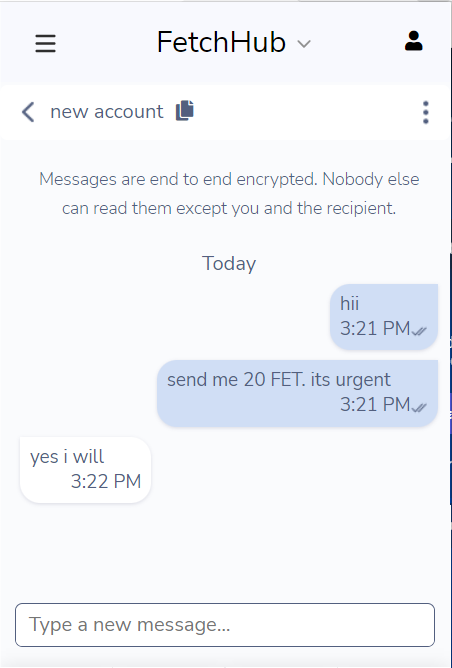 FetchHub
new account
Messages are end to end encrypted. Nobody else
can read them except you and the recipient.
Today
hii
3:21 PM
send me 20 FET. its urgent
3:21 PM
yes i will
3:22 PM
Type a new message...